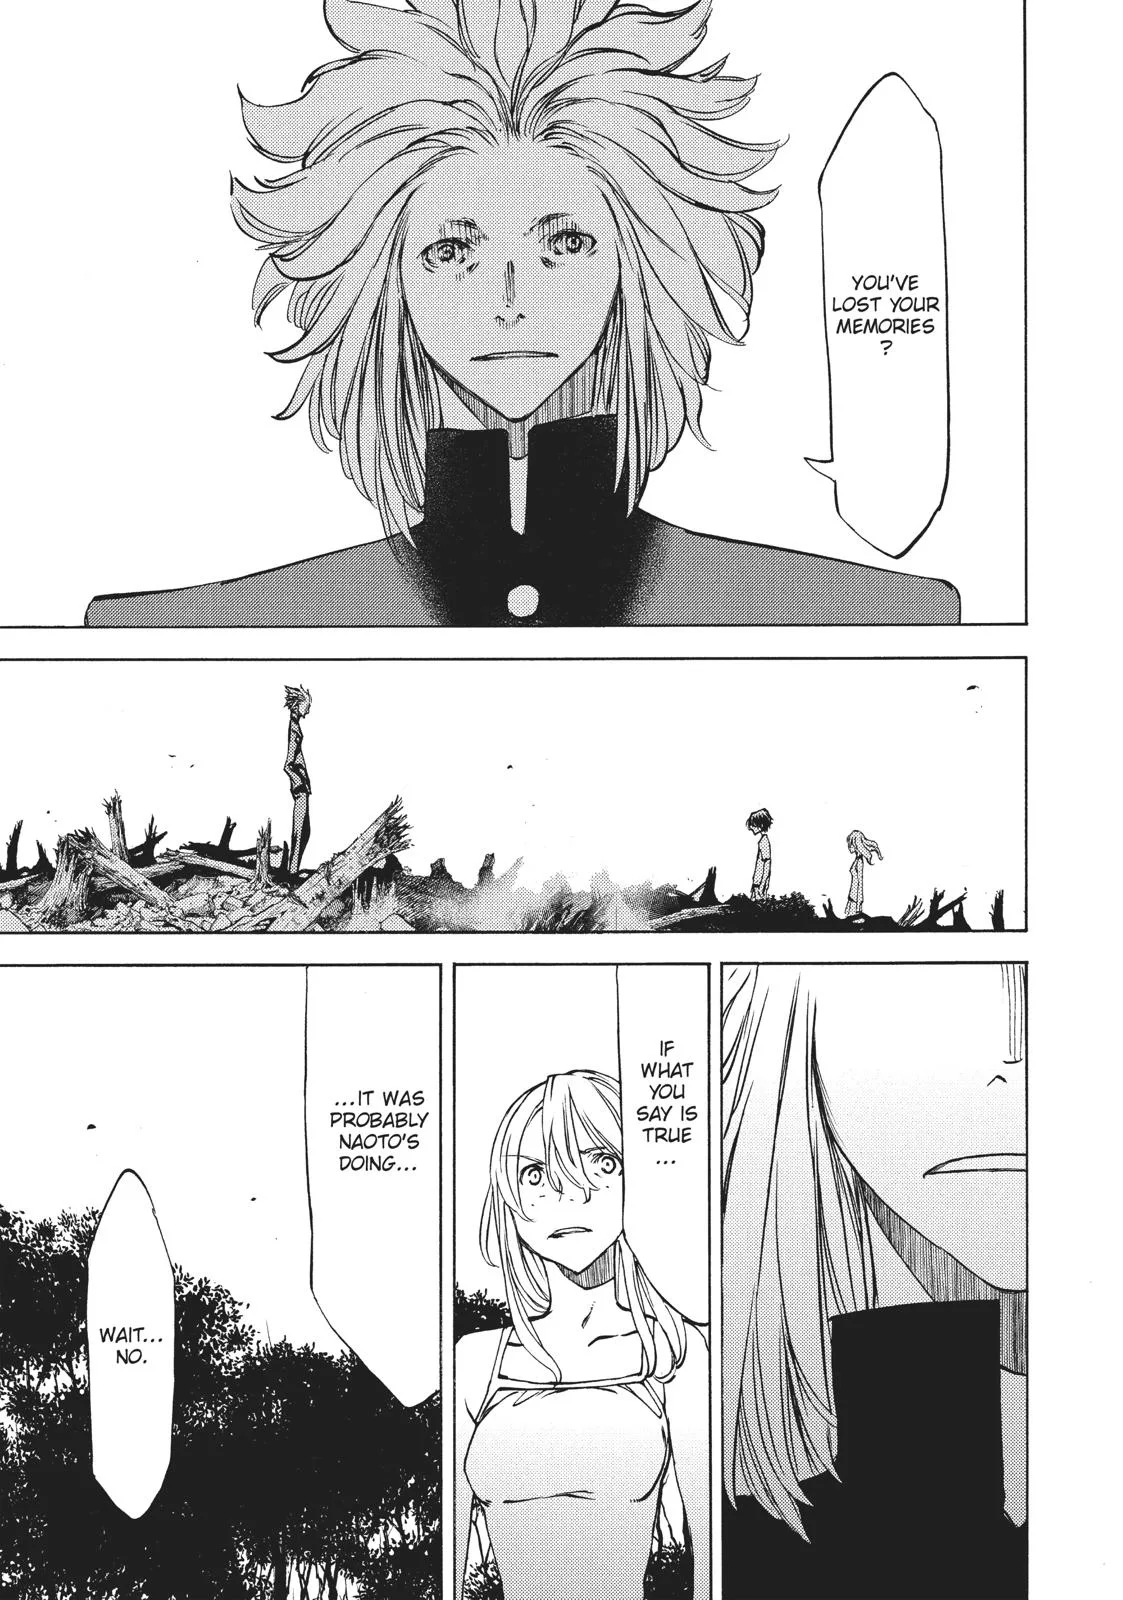 YOU'VE
LOST YOUR
MEMORIES
?
IF
WHAT
YOU
SAY IS
TRUE
...
...IT WAS
PROBABLY
NAOTO'S
DOING...
WAIT...
NO.